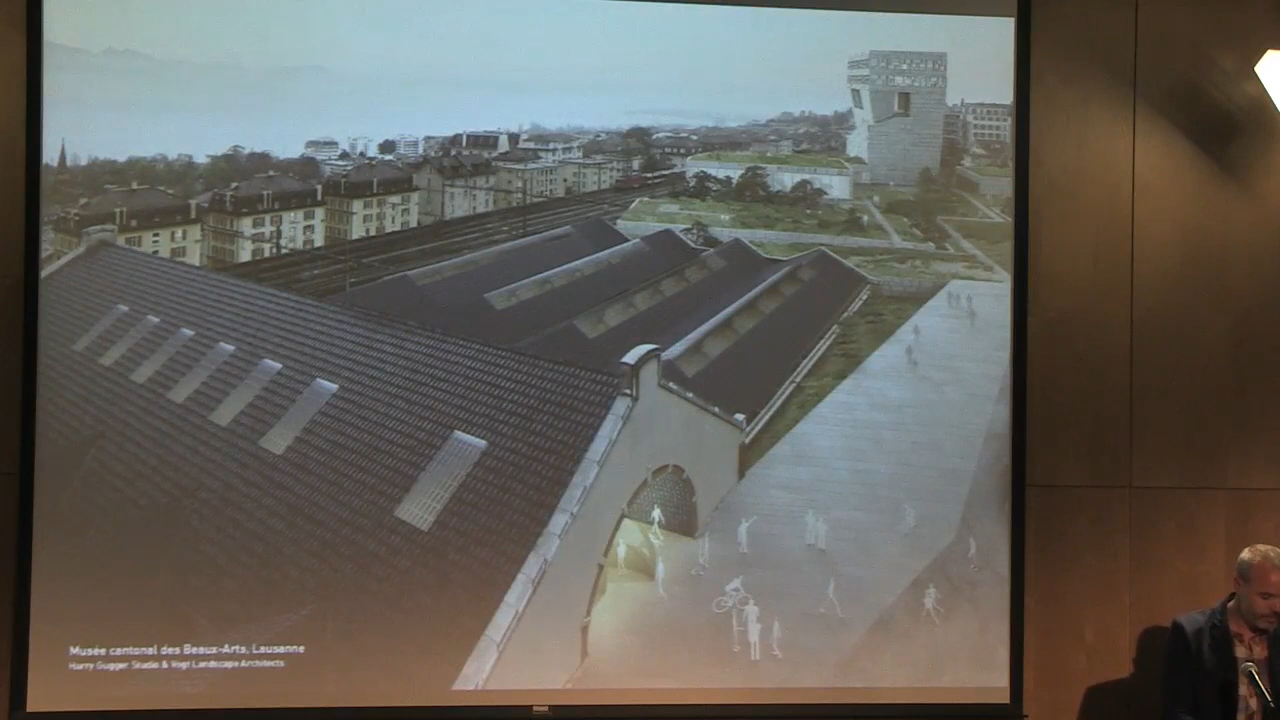 Musée cantonal des Beaux-Arts, Lausanne
Harry Gugger Studio & Vogt Landscape Architects